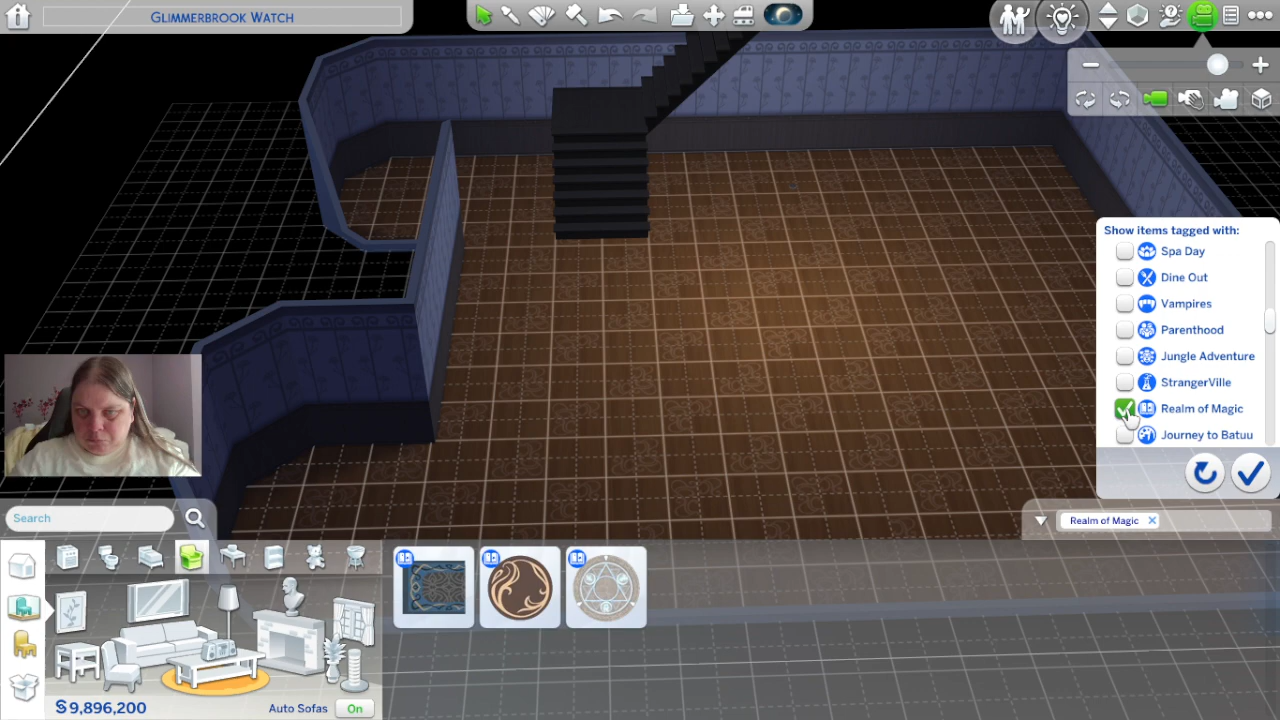 Glimmerbrook Watch
Show items tagged with:
Spa Day
Dine Out
Vampires
Parenthood
Jungle Adventure
StrangerVille
Realm of Magic
Journey to Batuu
Search
Realm of Magic
§9,896,200
Auto Sofas
On